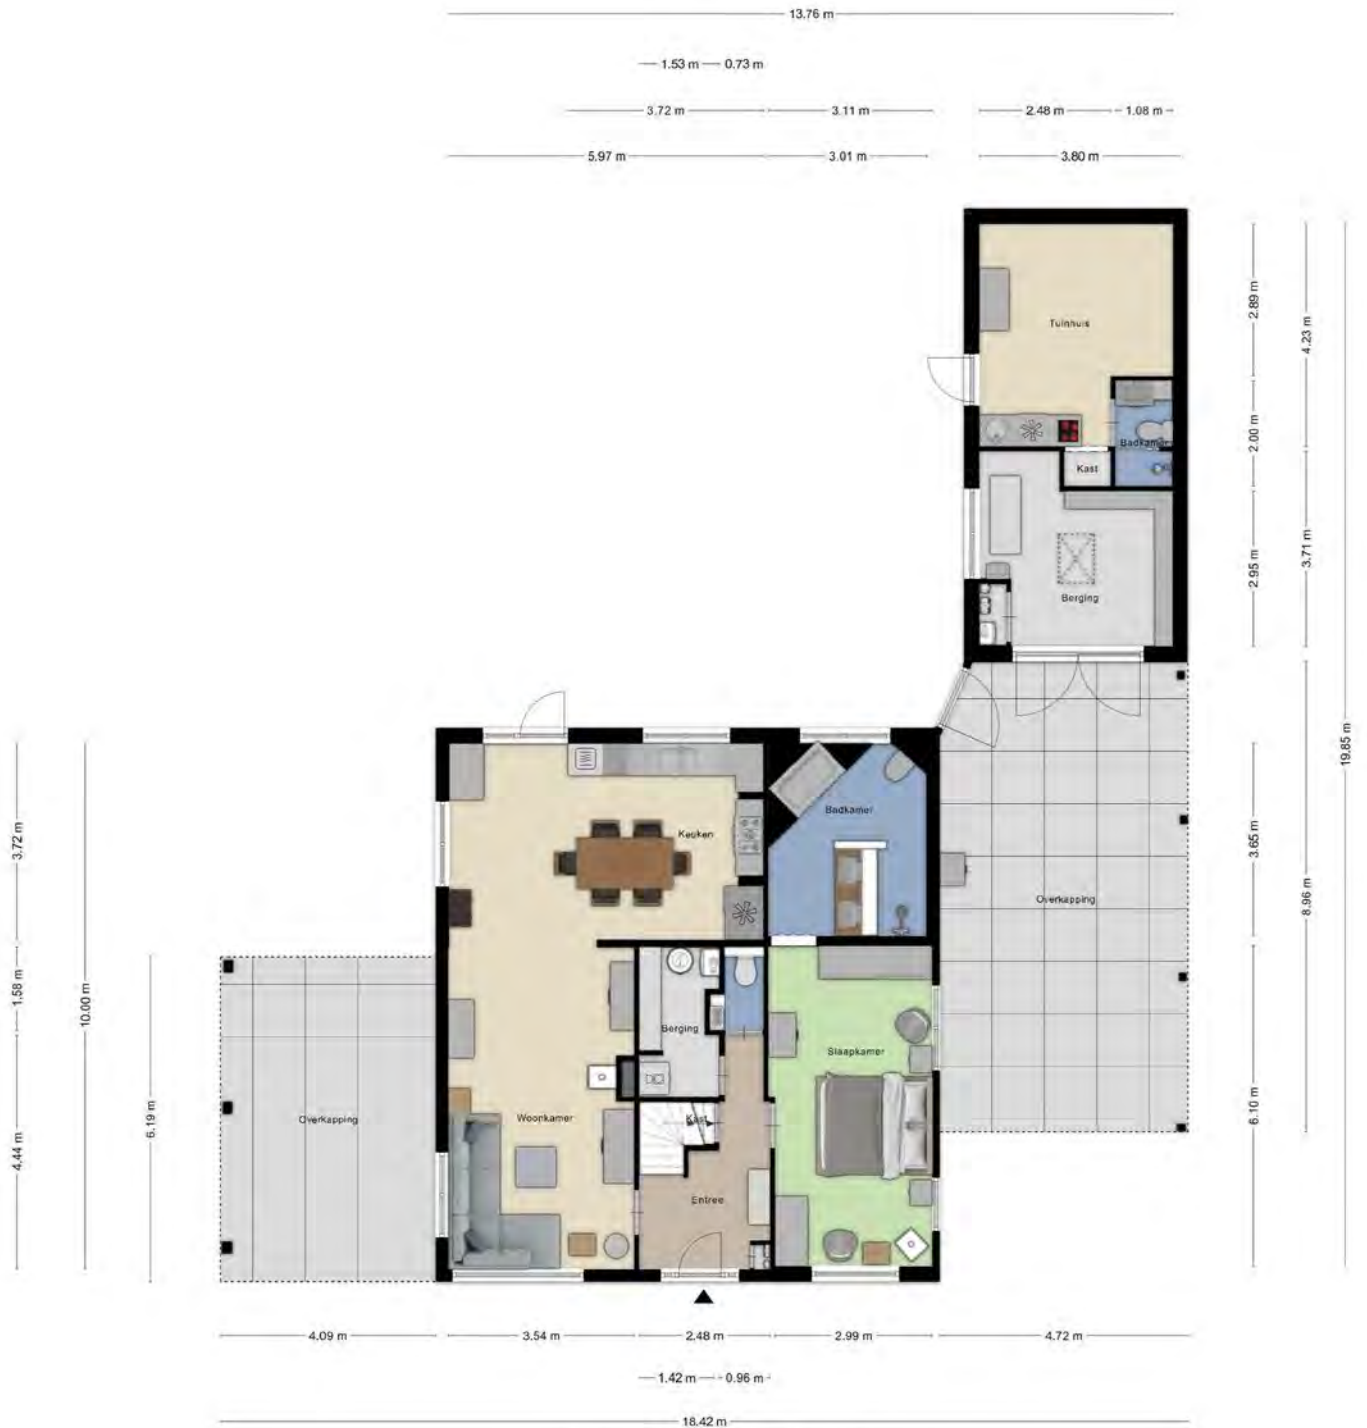 13.76 m
1.53 m 0.73 m
3.72 m 3.11 m 2.48 m 1.08 m
5.97 m 3.01 m 3.80 m
2.89 m
4.23 m
Tuinhuis
2.00 m
Badkamer
Kast
2.95 m
3.71 m
Berging
19.85 m
3.72 m
Keuken
Badkamer
3.65 m
8.96 m
Overkapping
1.58 m
10.00 m
Berging
Slaapkamer
6.19 m
4.44 m
Overkapping
Woonkamer
Kast
6.10 m
Entree
4.09 m 3.54 m 2.48 m 2.99 m 4.72 m
1.42 m 0.96 m
18.42 m